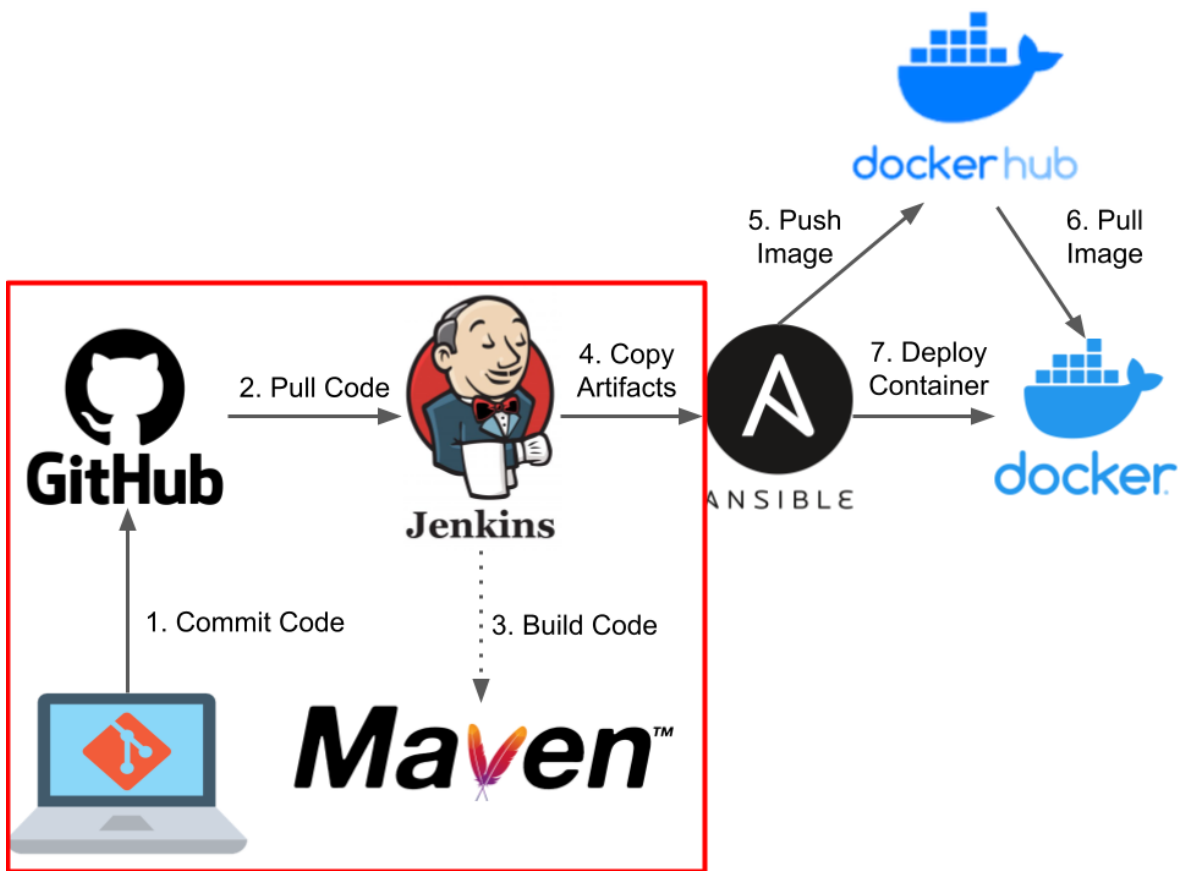 docker hub
5. Push
Image
6. Pull
Image
GitHub
2. Pull Code
Jenkins
4. Copy
Artifacts
ANSIBLE
7. Deploy
Container
docker
1. Commit Code
3. Build Code
Maven™